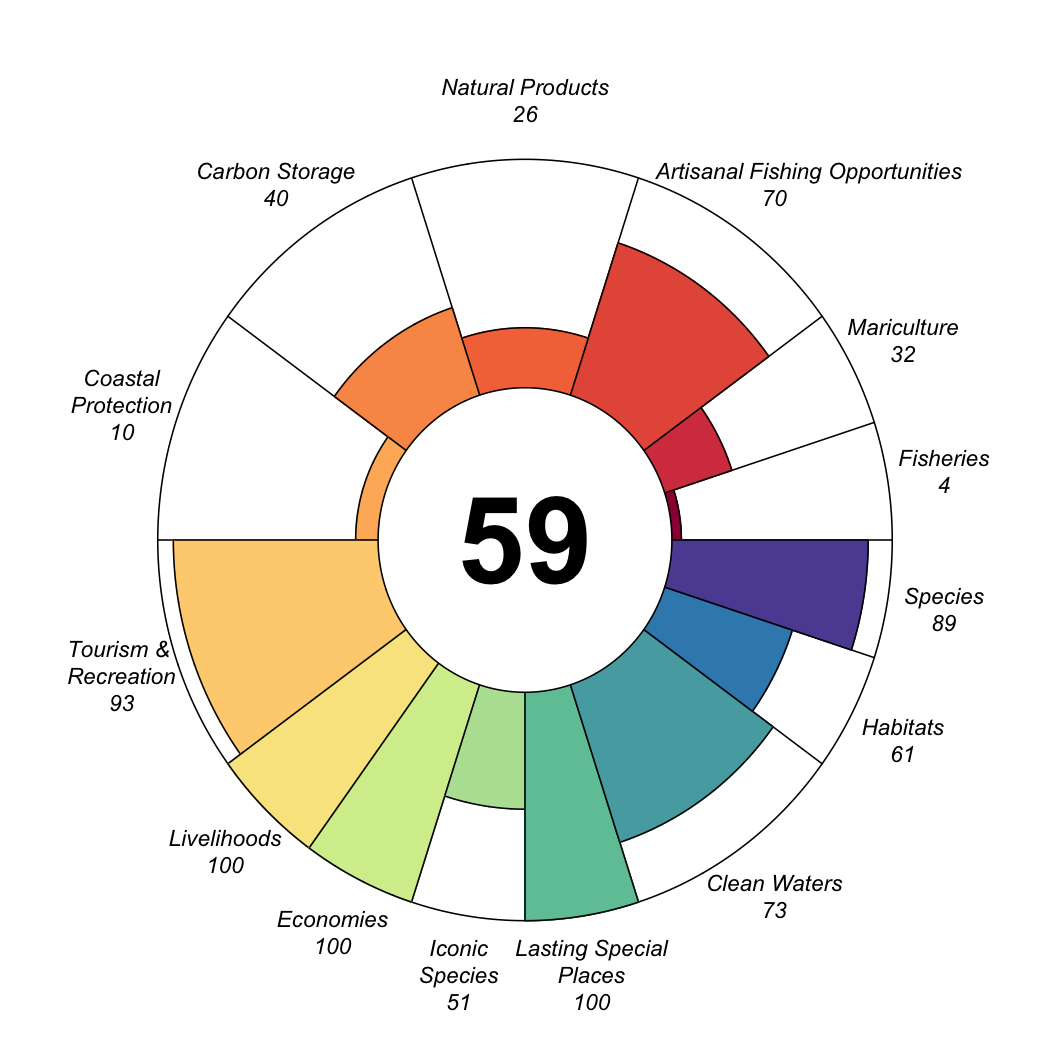 Natural Products
26
Carbon Storage
40
Artisanal Fishing Opportunities
70
Mariculture
32
Coastal
Protection
10
Fisheries
4
59
Species
89
Tourism &
Recreation
93
Habitats
61
Livelihoods
100
Clean Waters
73
Economies
100
Iconic
Species
51
Lasting Special
Places
100